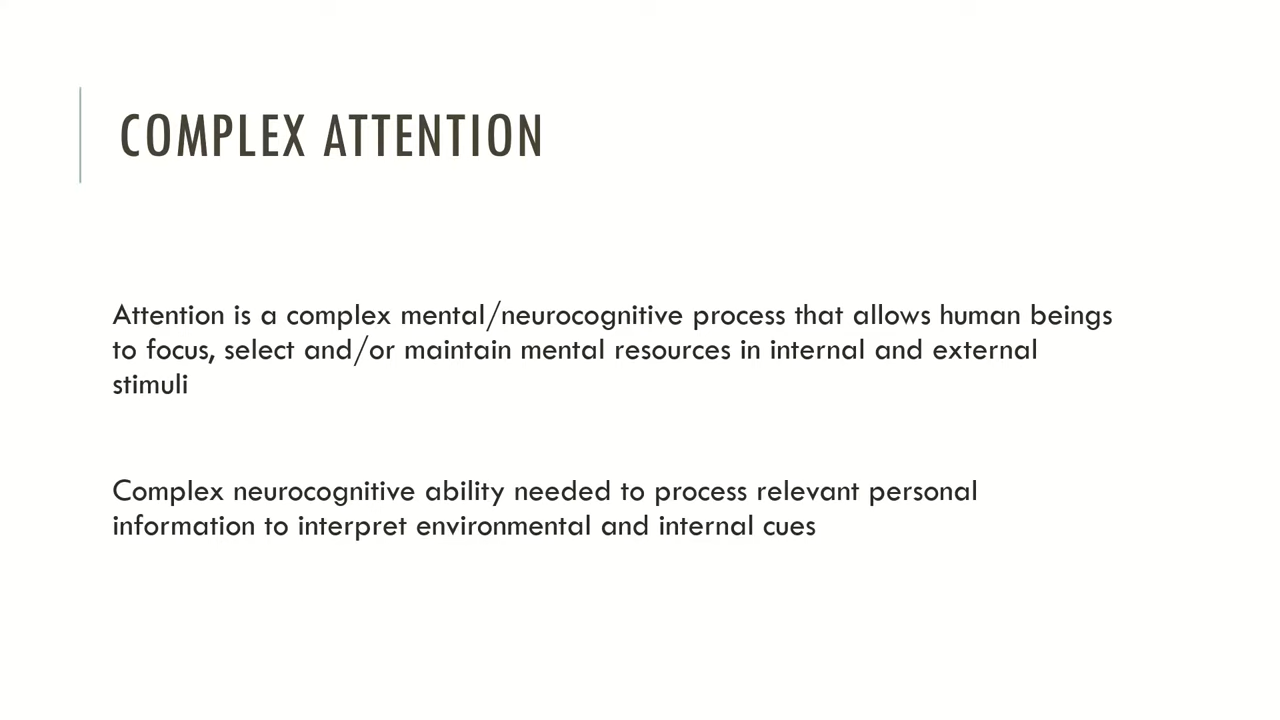 COMPLEX ATTENTION
Attention is a complex mental/neurocognitive process that allows human beings
to focus, select and/or maintain mental resources in internal and external
stimuli
Complex neurocognitive ability needed to process relevant personal
information to interpret environmental and internal cues